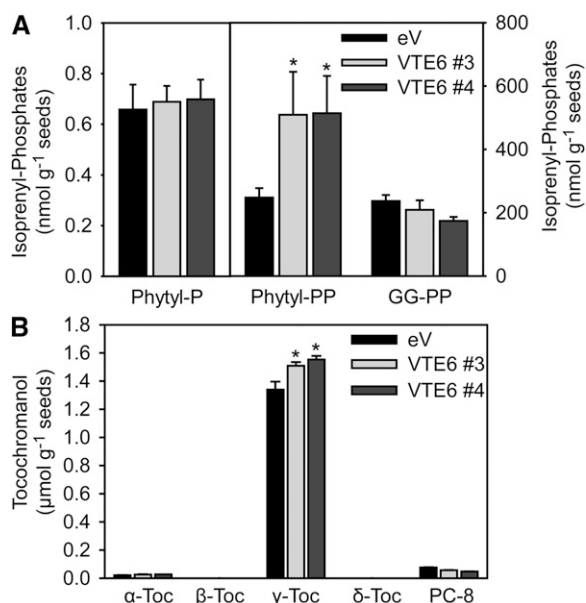 A
Isoprenyl-Phosphates
(nmol g-1 seeds)
1.0
0.8
0.6
0.4
0.2
0.0
eV
VTE6 #3
VTE6 #4
*
*
800
600
400
200
0
Isoprenyl-Phosphates
(nmol g-1 seeds)
Phytyl-P
Phytyl-PP
GG-PP
B
Tocochromanol
(µmol g-1 seeds)
1.8
1.6
1.4
1.2
1.0
0.8
0.6
0.4
0.2
0.0
*
*
eV
VTE6 #3
VTE6 #4
α-Toc
β-Toc
γ-Toc
δ-Toc
PC-8